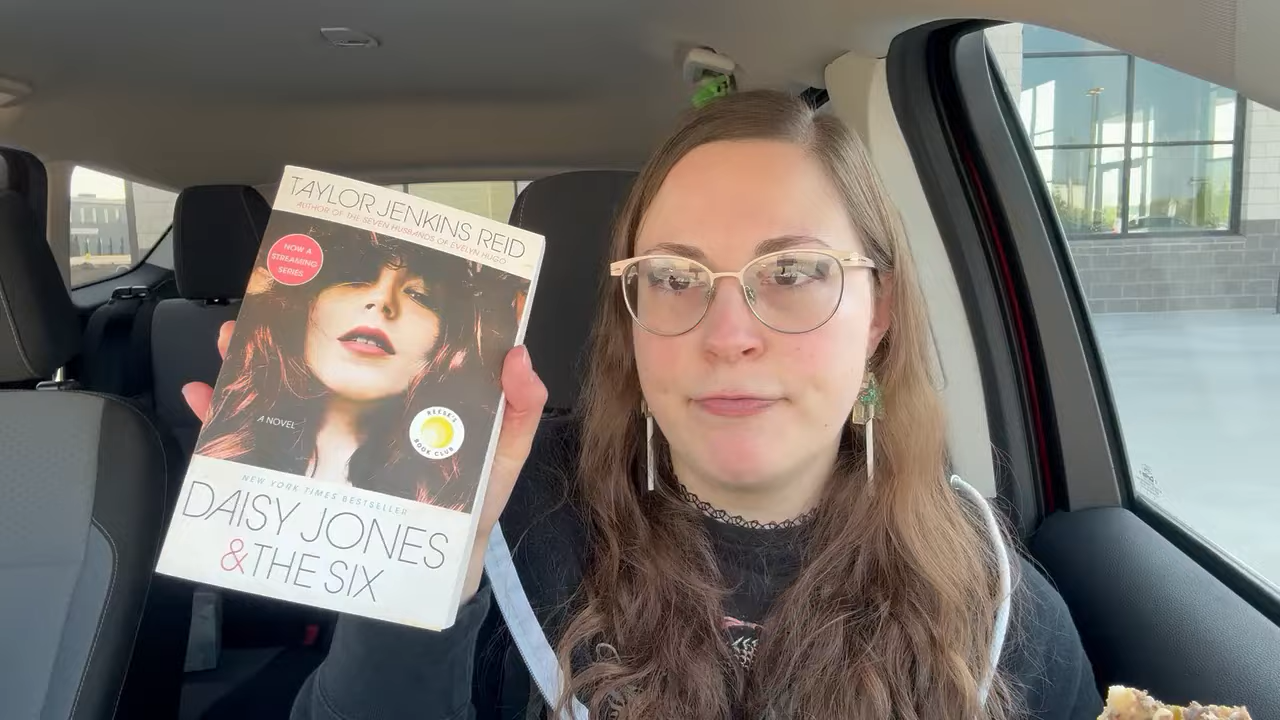 TAYLOR JENKINS REID
AUTHOR OF THE SEVEN HUSBANDS OF EVELYN HUGO
NOW A
STREAMING
SERIES
A NOVEL
REESE'S
BOOK CLUB
NEW YORK TIMES BESTSELLER
DAISY JONES
& THE SIX